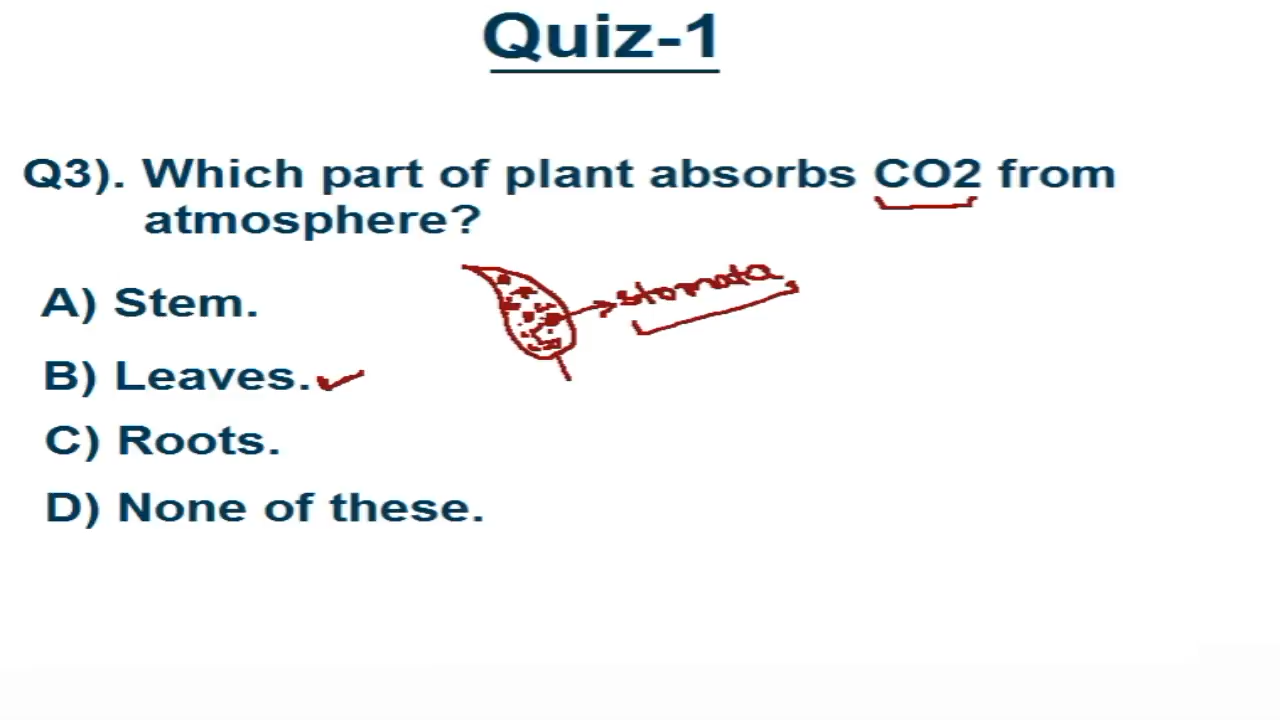 Quiz-1
Q3). Which part of plant absorbs CO2 from
atmosphere?
stomata
A) Stem.
B) Leaves.
C) Roots.
D) None of these.